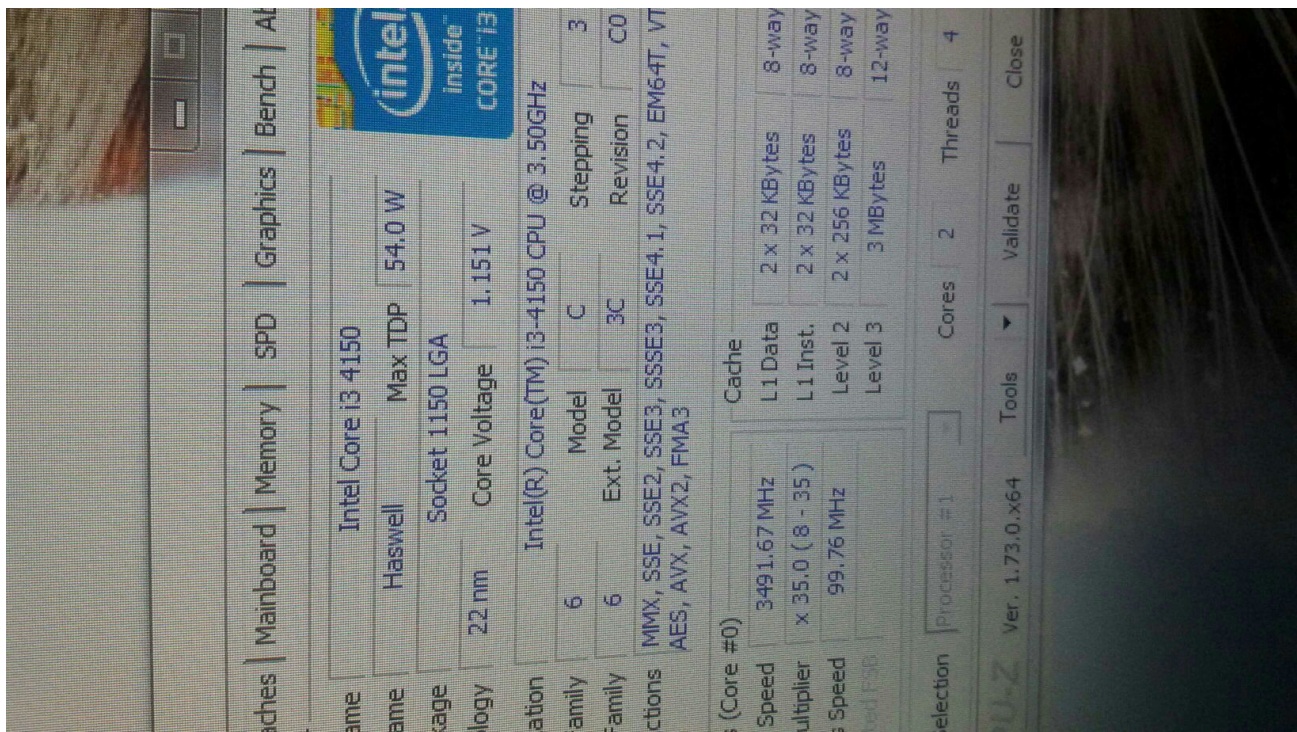 aches Mainboard Memory SPD Graphics Bench Ab
ame Intel Core i3 4150
ame Haswell Max TDP 54.0 W
kage Socket 1150 LGA
logy 22 nm Core Voltage 1.151 V
intel inside CORE i3
ation Intel(R) Core(TM) i3-4150 CPU @ 3.50GHz
amily 6 Model C Stepping 3
Family 6 Ext. Model 3C Revision C0
ctions MMX, SSE, SSE2, SSE3, SSSE3, SSE4.1, SSE4.2, EM64T, VT
AES, AVX, AVX2, FMA3
s (Core #0)
Speed 3491.67 MHz
ultiplier x 35.0 ( 8 - 35 )
s Speed 99.76 MHz
ted FSB
Cache
L1 Data 2 x 32 KBytes 8-way
L1 Inst. 2 x 32 KBytes 8-way
Level 2 2 x 256 KBytes 8-way
Level 3 3 MBytes 12-way
election Processor #1 Cores 2 Threads 4
PU-Z Ver. 1.73.0.x64 Tools Validate Close